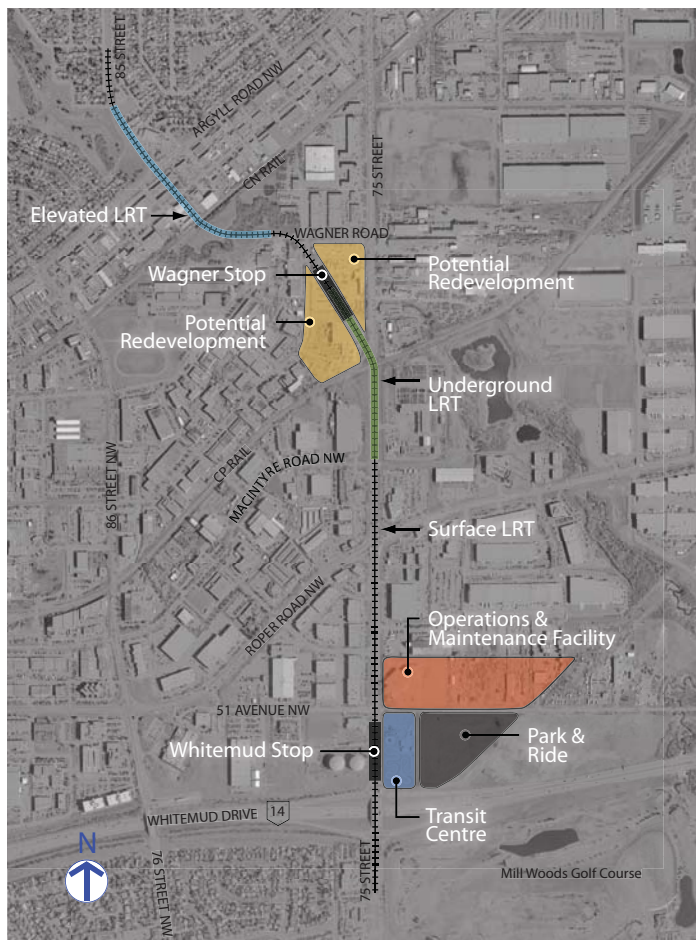 85 STREET
ARGYLL ROAD NW
CN RAIL
75 STREET
Elevated LRT
WAGNER ROAD
Wagner Stop
Potential
Redevelopment
Potential
Redevelopment
Underground
LRT
86 STREET NW
CP RAIL
MACINTYRE ROAD NW
Surface LRT
ROPER ROAD NW
Operations &
Maintenance Facility
51 AVENUE NW
Whitemud Stop
Park &
Ride
WHITEMUD DRIVE
14
Transit
Centre
N
76 STREET NW
75 STREET
Mill Woods Golf Course